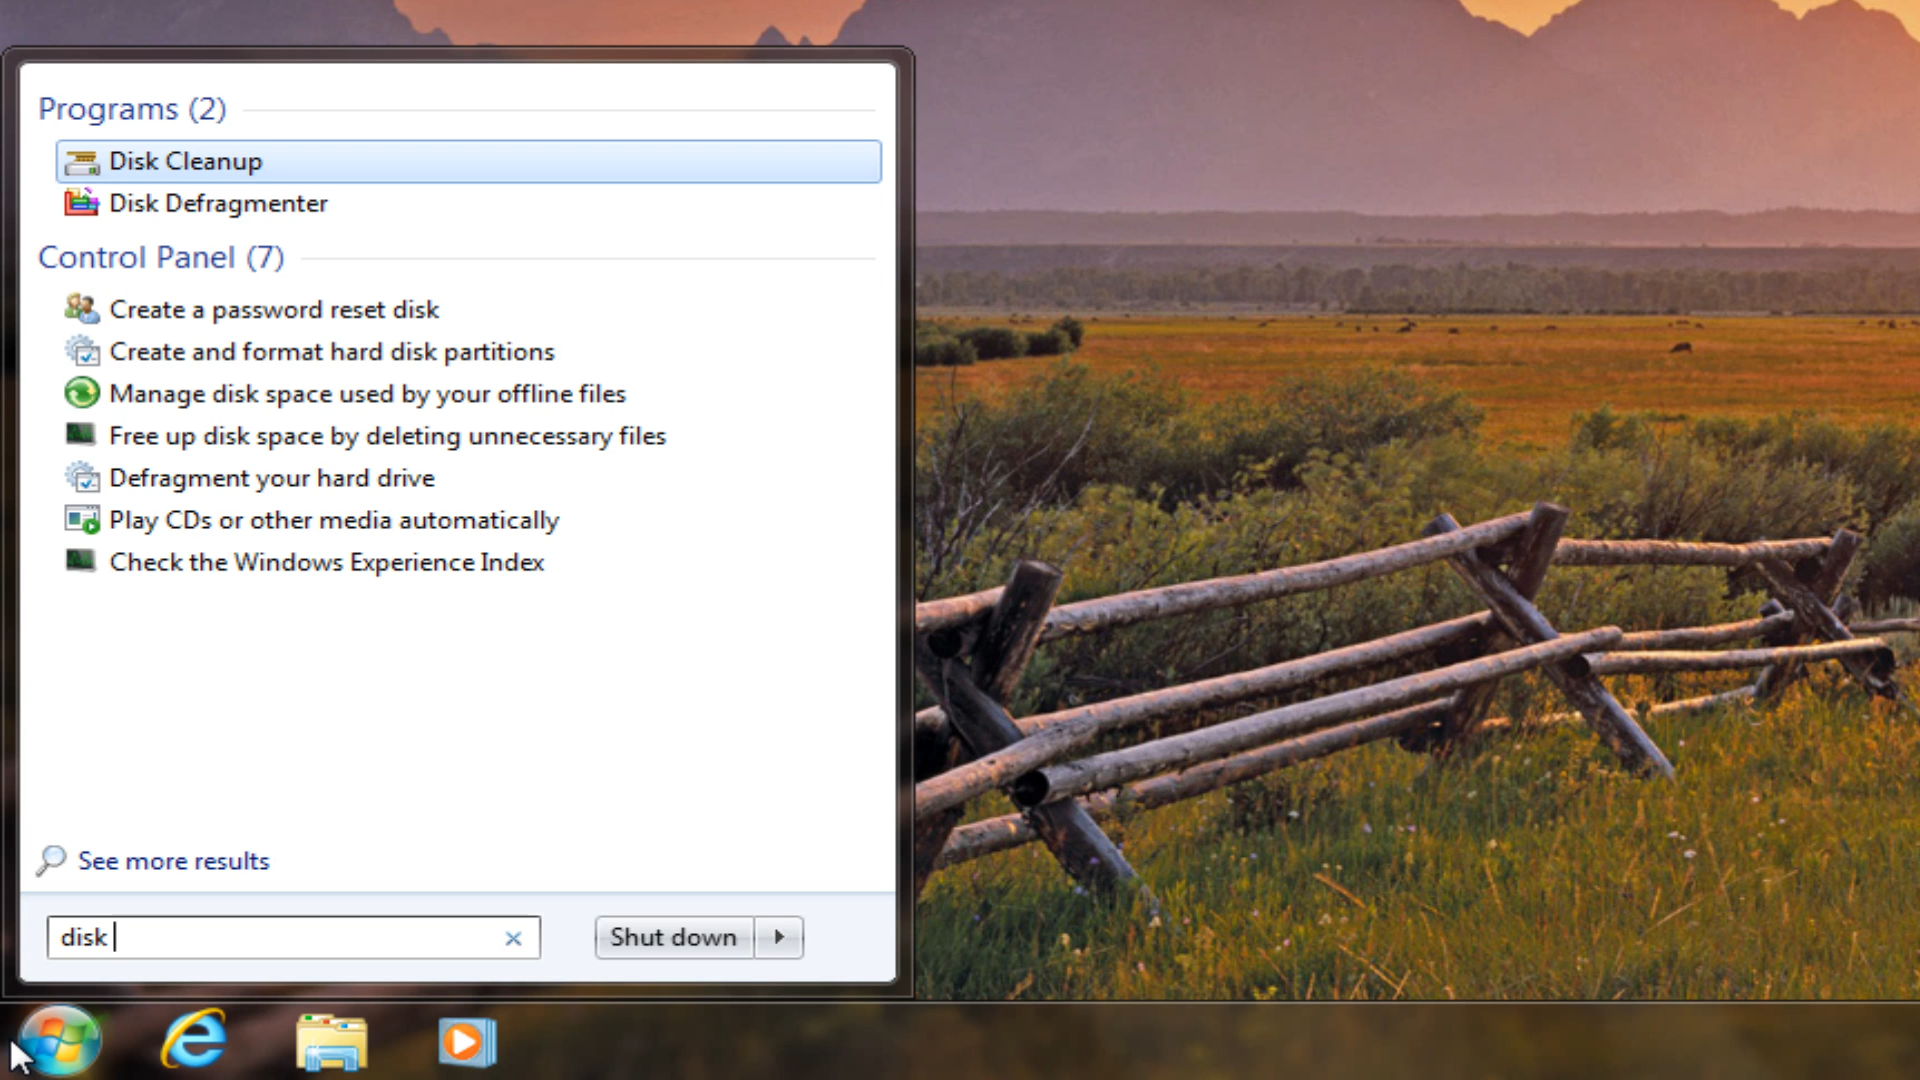 Programs (2)
Disk Cleanup
Disk Defragmenter
Control Panel (7)
Create a password reset disk
Create and format hard disk partitions
Manage disk space used by your offline files
Free up disk space by deleting unnecessary files
Defragment your hard drive
Play CDs or other media automatically
Check the Windows Experience Index
See more results
disk
Shut down